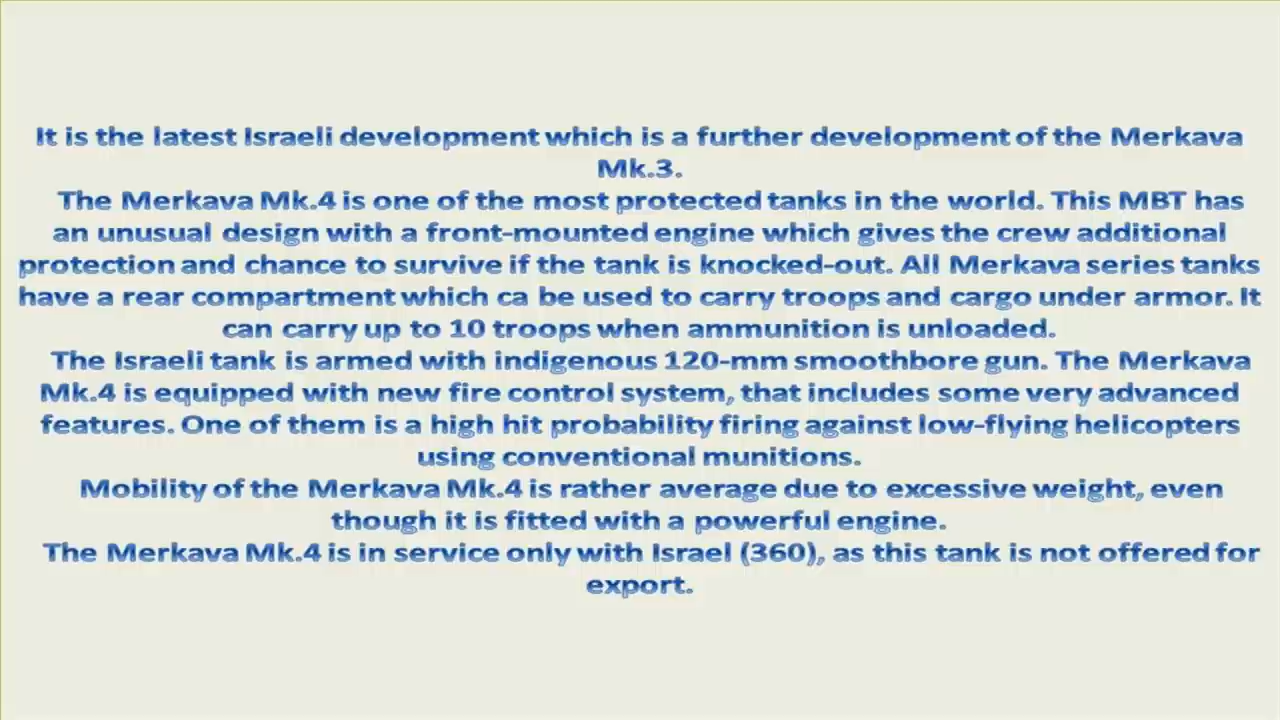 It is the latest Israeli development which is a further development of the Merkava
Mk.3.
The Merkava Mk.4 is one of the most protected tanks in the world. This MBT has
an unusual design with a front-mounted engine which gives the crew additional
protection and chance to survive if the tank is knocked-out. All Merkava series tanks
have a rear compartment which ca be used to carry troops and cargo under armor. It
can carry up to 10 troops when ammunition is unloaded.
The Israeli tank is armed with indigenous 120-mm smoothbore gun. The Merkava
Mk.4 is equipped with new fire control system, that includes some very advanced
features. One of them is a high hit probability firing against low-flying helicopters
using conventional munitions.
Mobility of the Merkava Mk.4 is rather average due to excessive weight, even
though it is fitted with a powerful engine.
The Merkava Mk.4 is in service only with Israel (360), as this tank is not offered for
export.